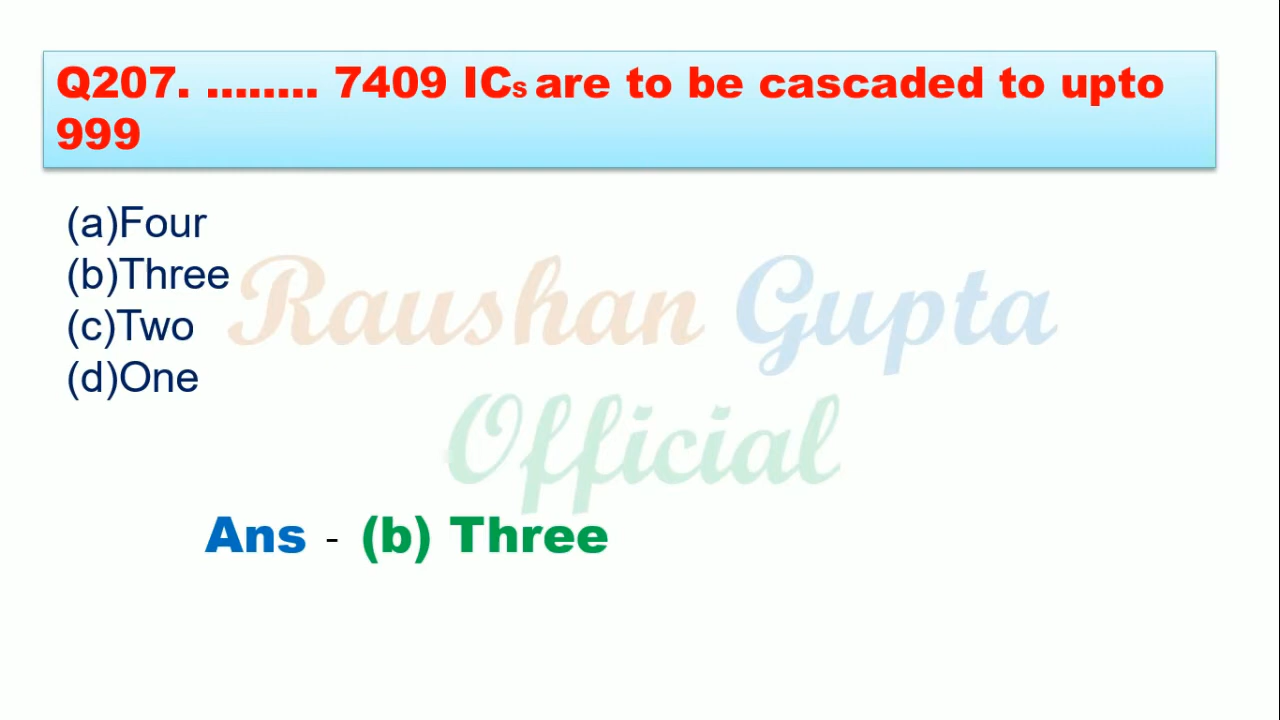 Q207. ........ 7409 ICs are to be cascaded to upto
999
(a)Four
(b)Three
(c)Two
(d)One
Raushan Gupta
Official
Ans - (b) Three